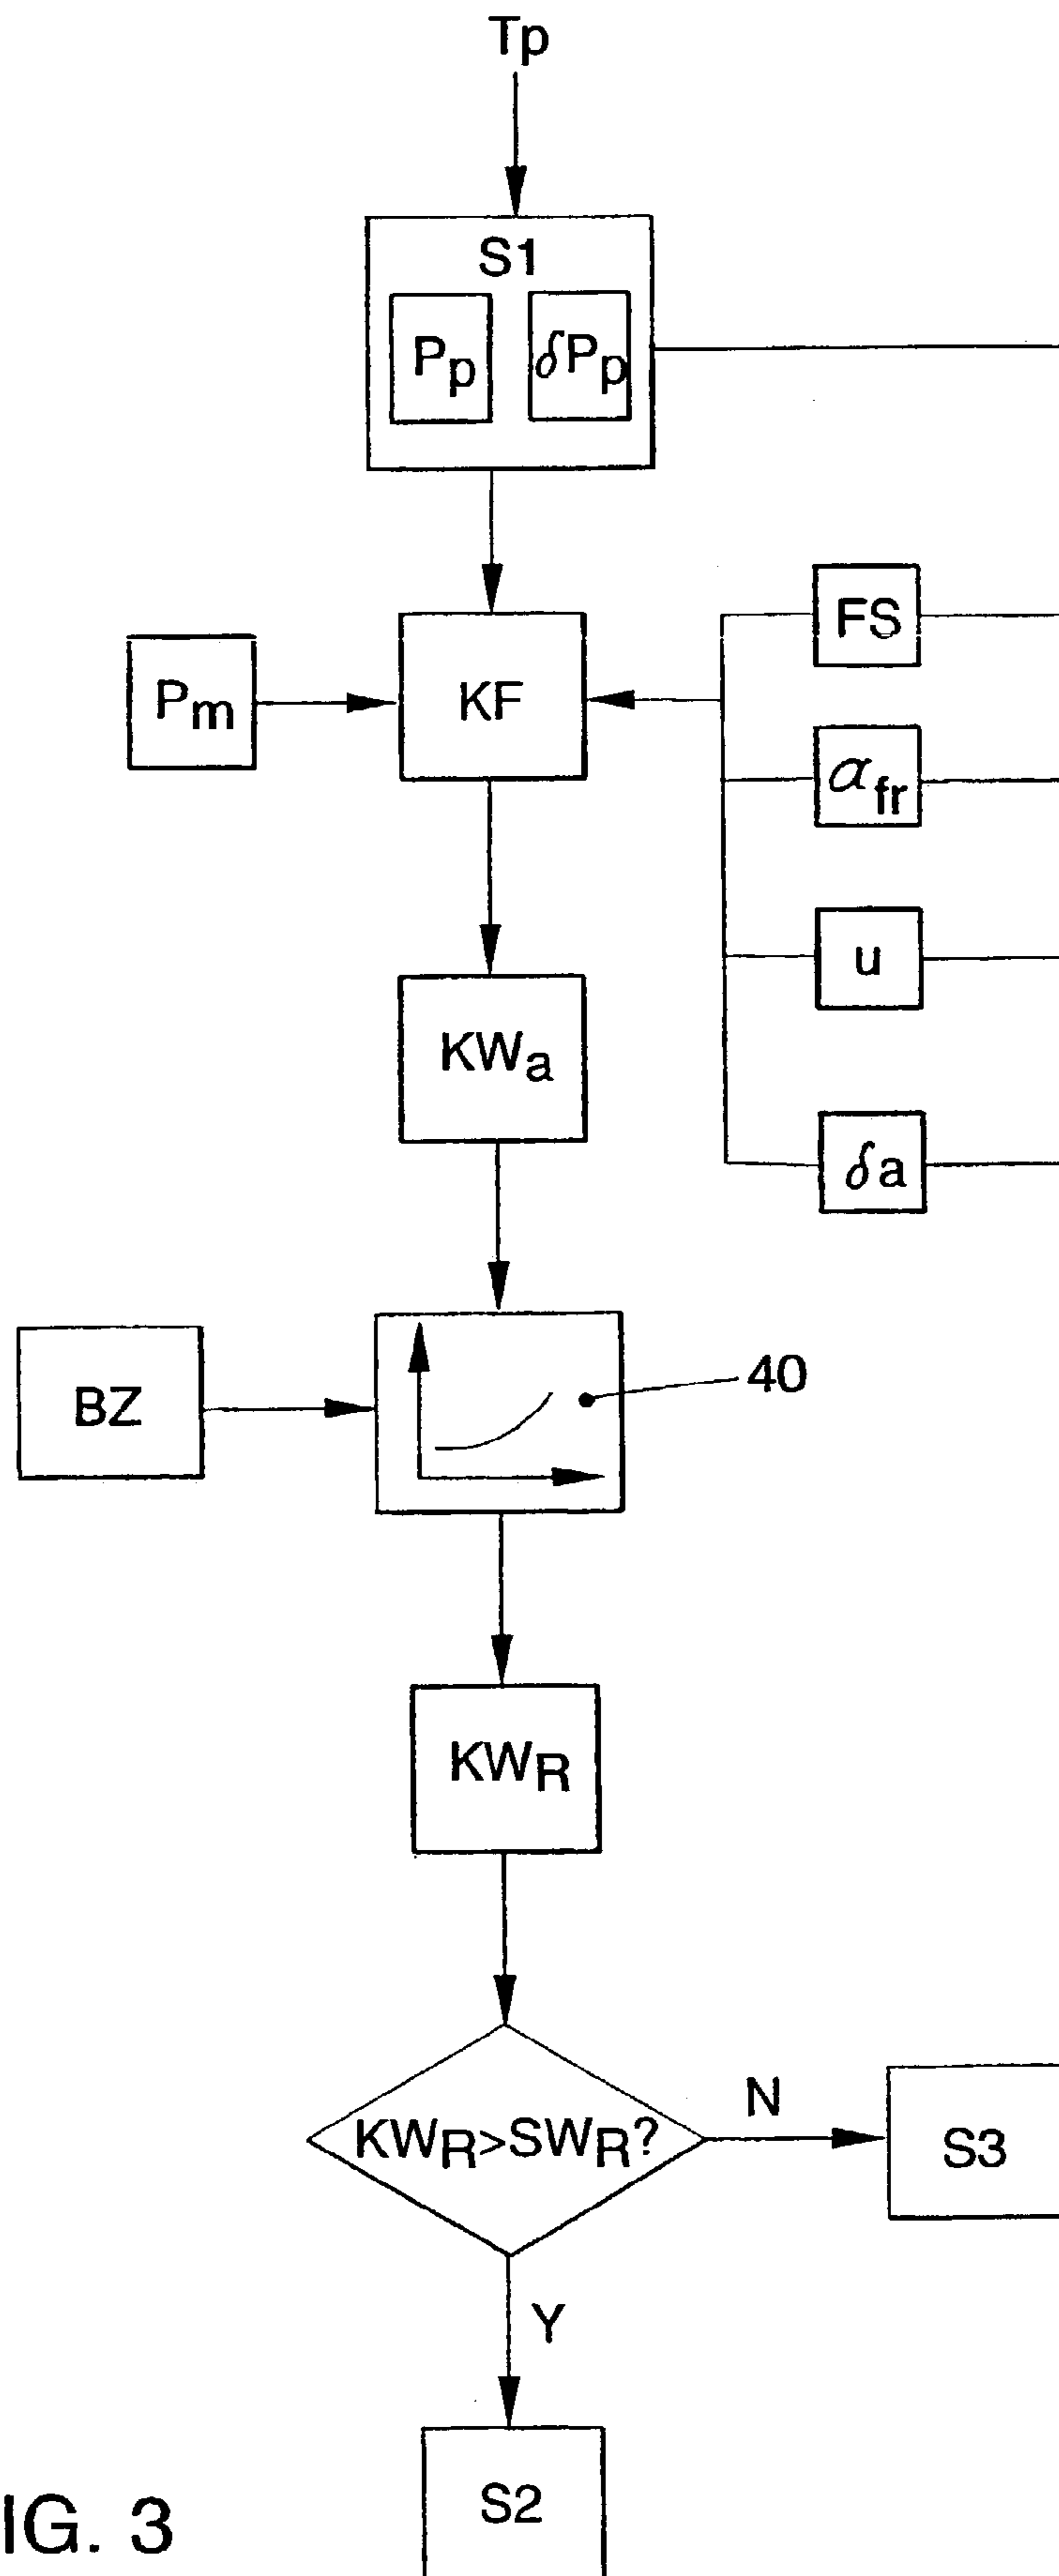 Tp
S1
Pp δPp
FS
Pm KF
αfr
u
KWa
δa
40
BZ
KWR
N
KWR>SWR? S3
Y
S2
IG. 3